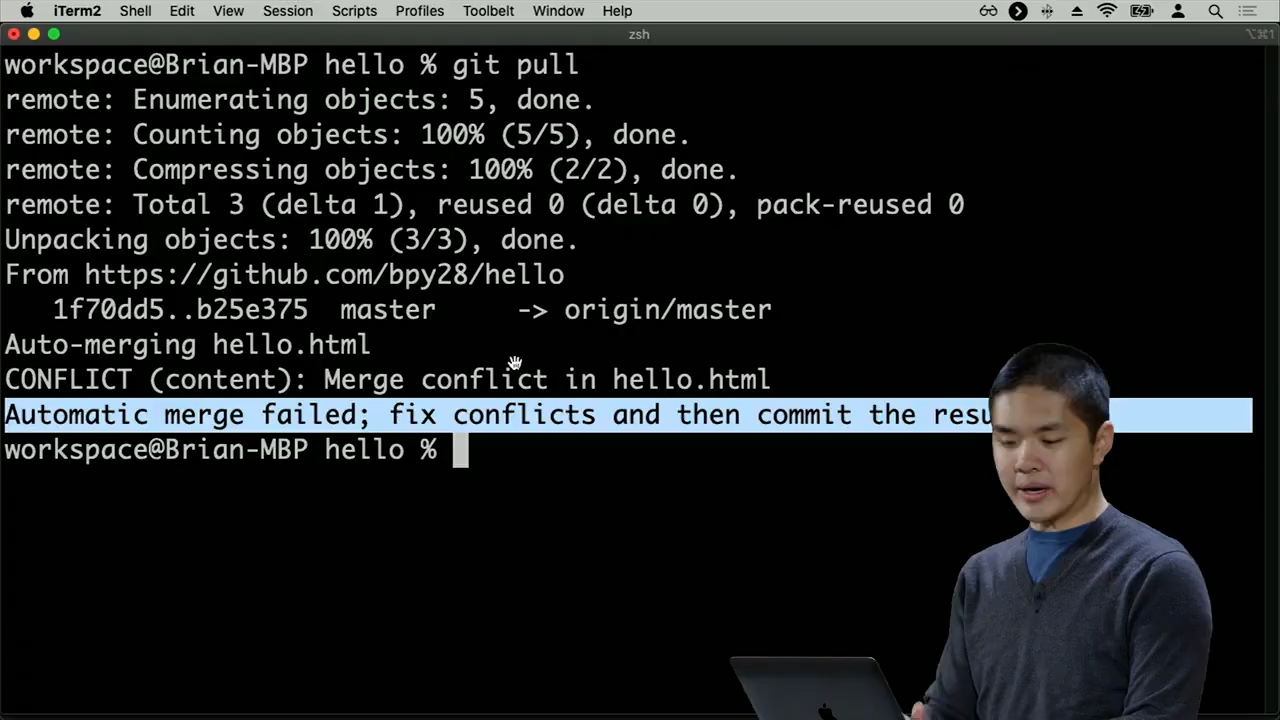 iTerm2 Shell Edit View Session Scripts Profiles Toolbelt Window Help
zsh
⌥⌘1
workspace@Brian-MBP hello % git pull
remote: Enumerating objects: 5, done.
remote: Counting objects: 100% (5/5), done.
remote: Compressing objects: 100% (2/2), done.
remote: Total 3 (delta 1), reused 0 (delta 0), pack-reused 0
Unpacking objects: 100% (3/3), done.
From https://github.com/bpy28/hello
1f70dd5..b25e375 master -> origin/master
Auto-merging hello.html
CONFLICT (content): Merge conflict in hello.html
Automatic merge failed; fix conflicts and then commit the
workspace@Brian-MBP hello %